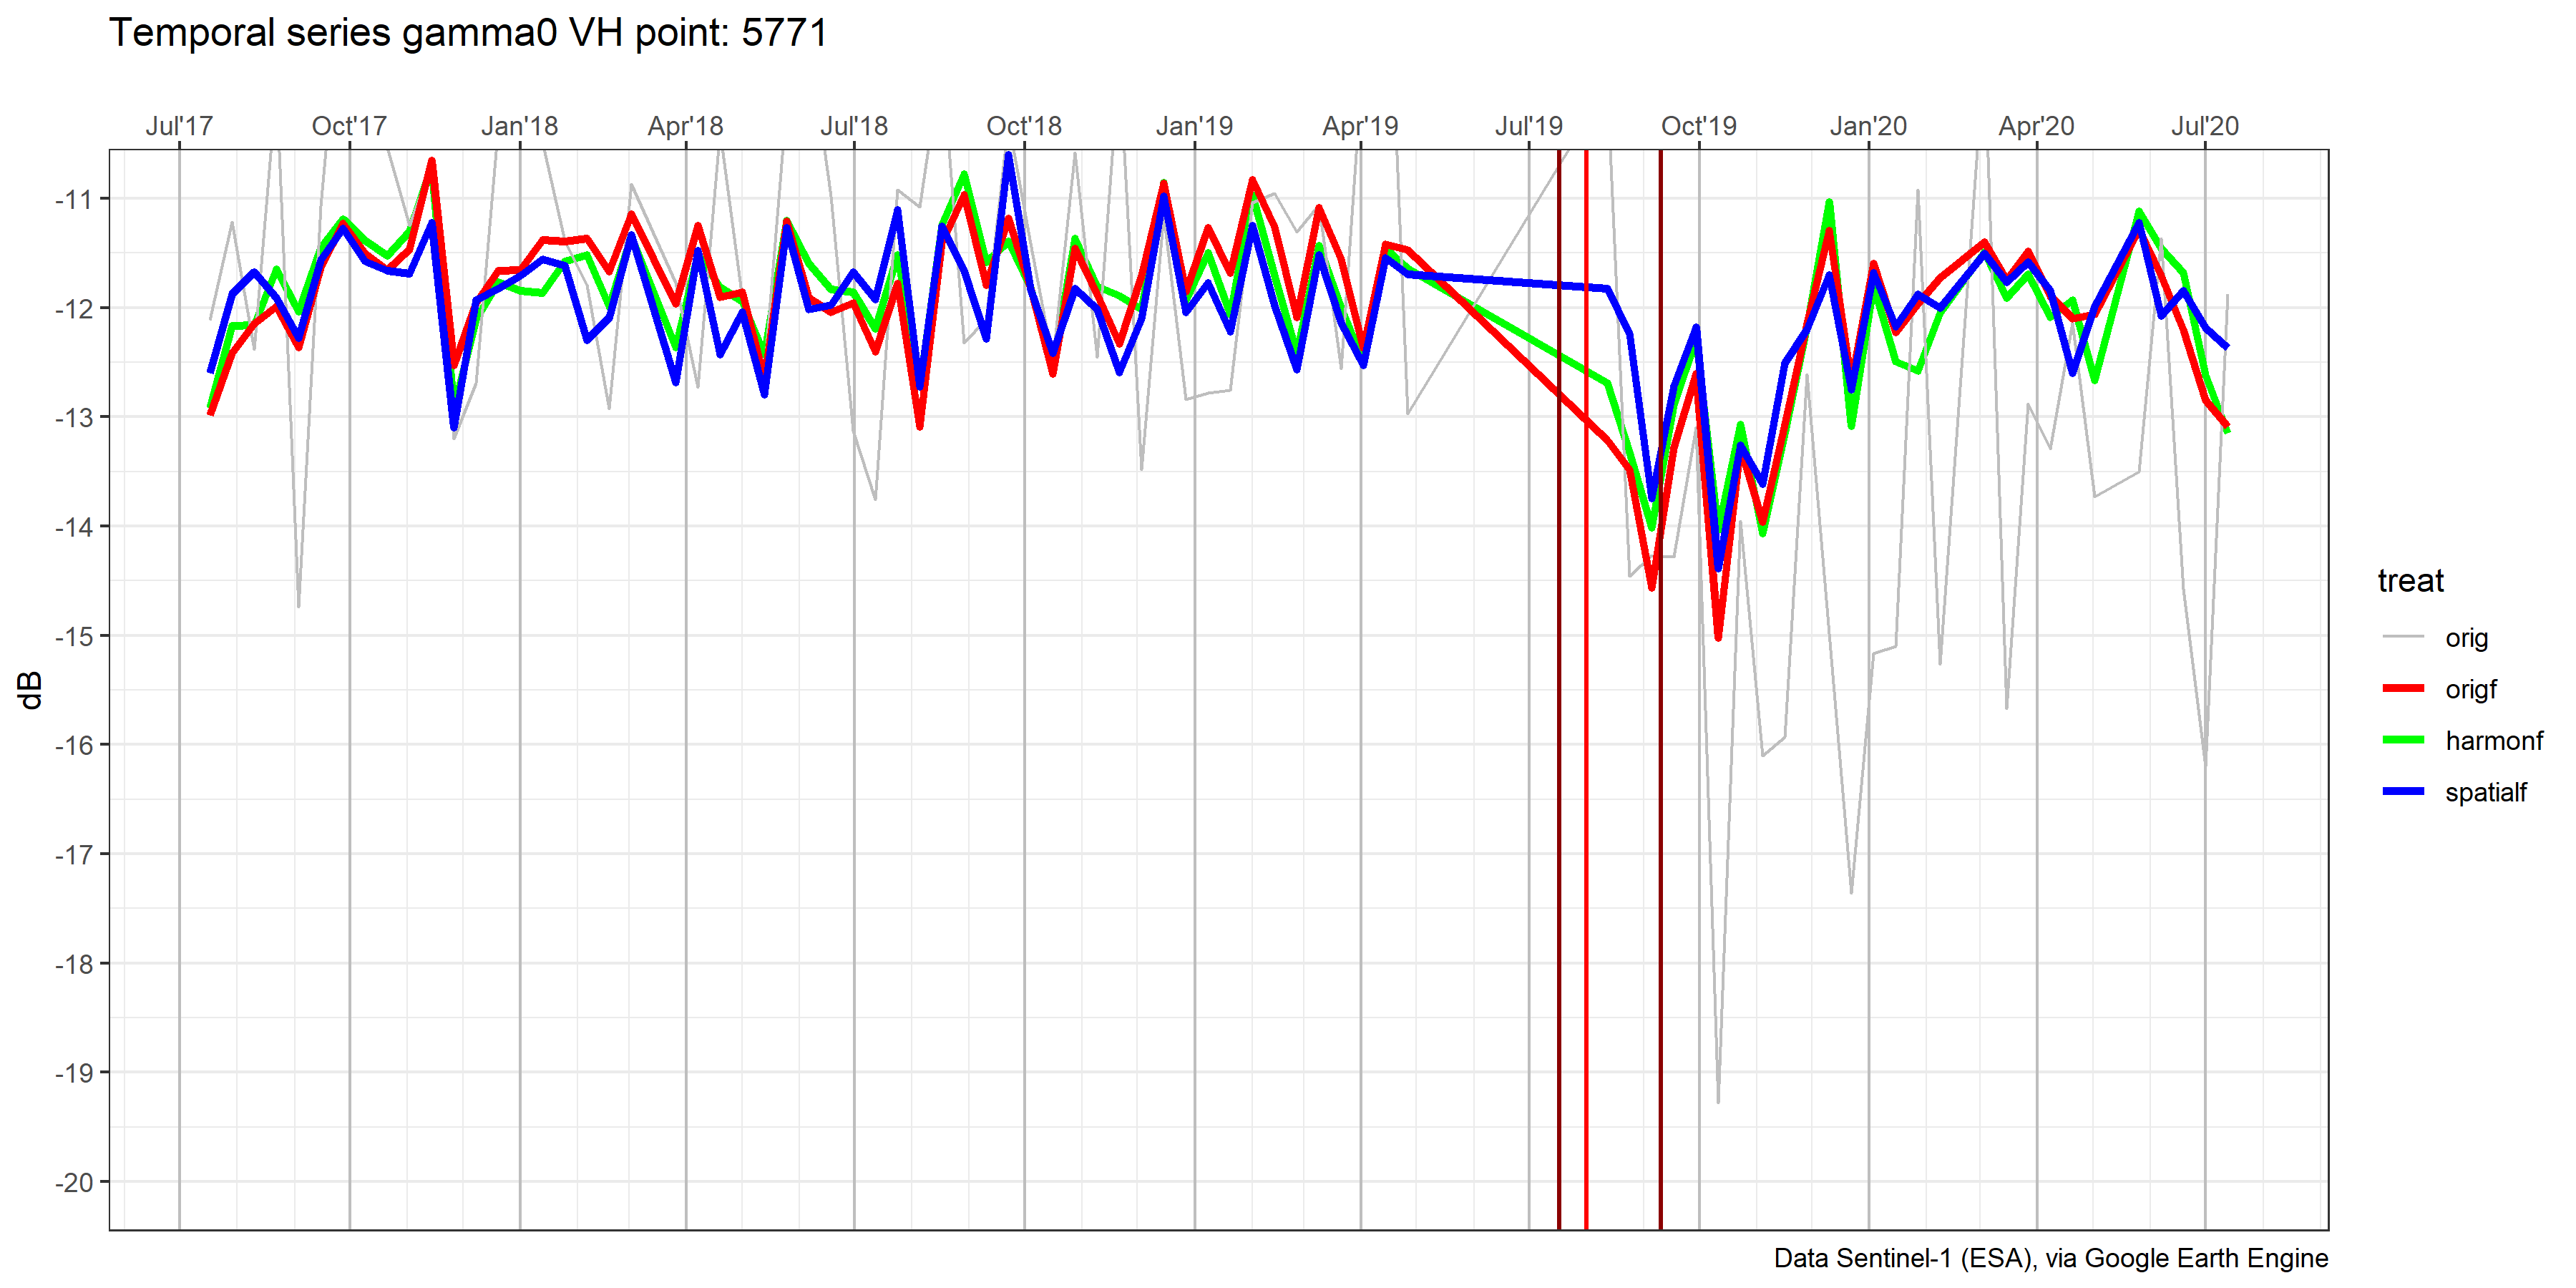 Temporal series gamma0 VH point: 5771
Jul'17 Oct'17 Jan'18 Apr'18 Jul'18 Oct'18 Jan'19 Apr'19 Jul'19 Oct'19 Jan'20 Apr'20 Jul'20
-11
-12
-13
-14
-15
-16
-17
-18
-19
-20
dB
treat
orig
origf
harmonf
spatialf
Data Sentinel-1 (ESA), via Google Earth Engine